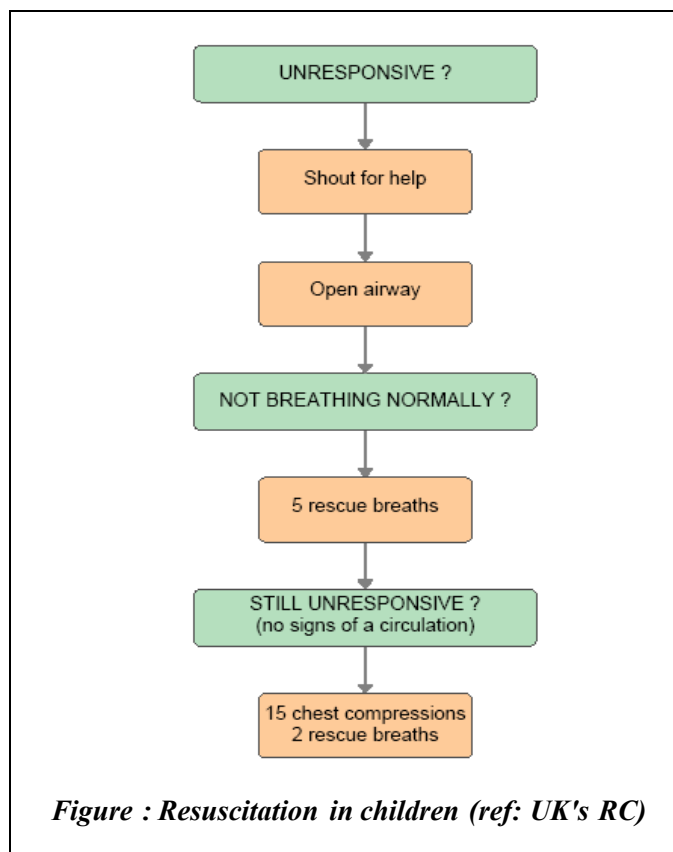 UNRESPONSIVE ?
Shout for help
Open airway
NOT BREATHING NORMALLY ?
5 rescue breaths
STILL UNRESPONSIVE ?
(no signs of a circulation)
15 chest compressions
2 rescue breaths
Figure : Resuscitation in children (ref: UK's RC)